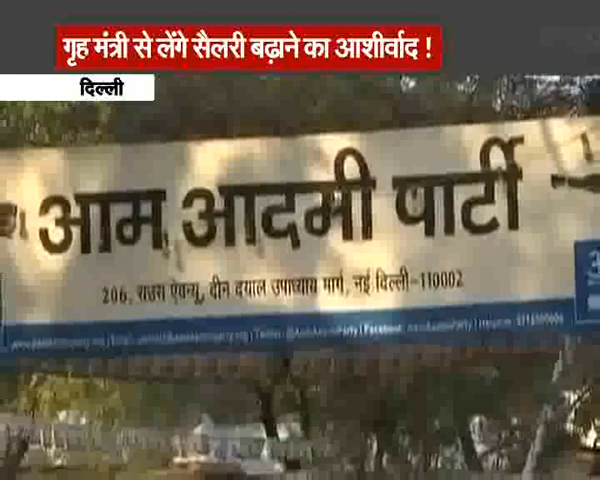 गृह मंत्री से लेंगे सैलरी बढ़ाने का आशीर्वाद !
दिल्ली
आम आदमी पार्टी
206, राउस ऐवन्यू, दीन दयाल उपाध्याय मार्ग, नई दिल्ली-110002